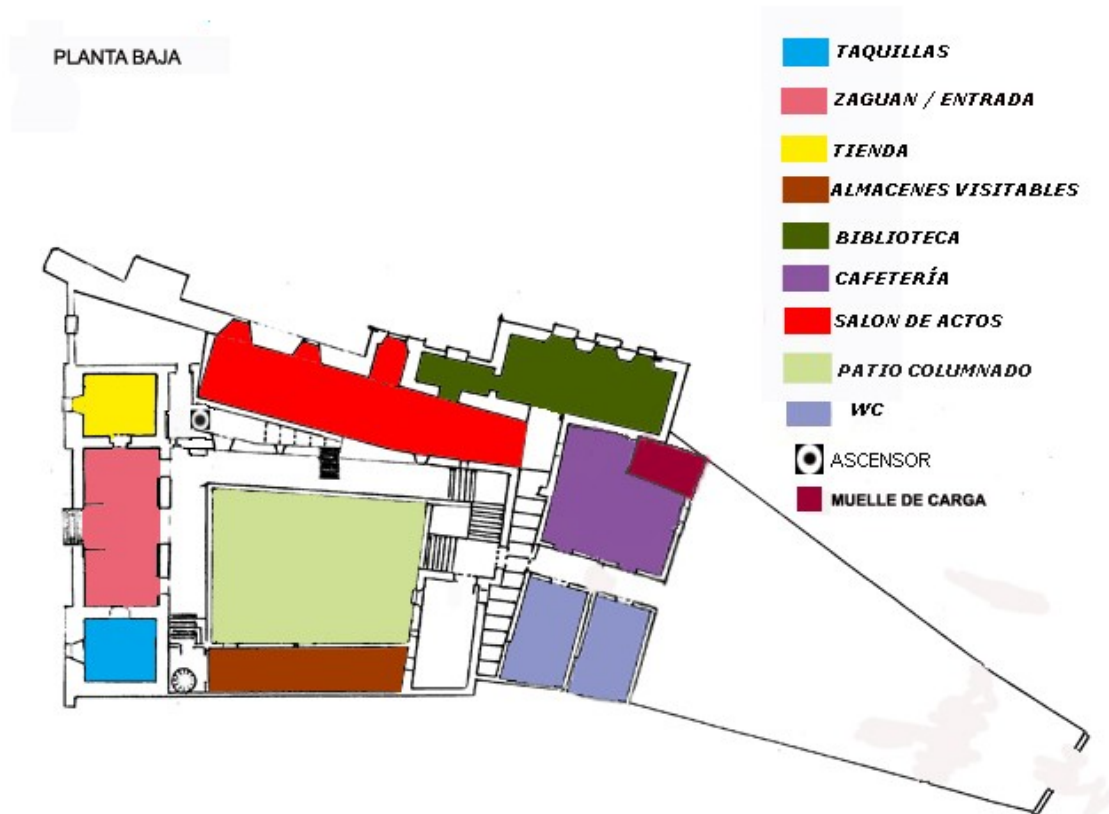 PLANTA BAJA
TAQUILLAS
ZAGUAN / ENTRADA
TIENDA
ALMACENES VISITABLES
BIBLIOTECA
CAFETERÍA
SALON DE ACTOS
PATIO COLUMNADO
WC
ASCENSOR
MUELLE DE CARGA